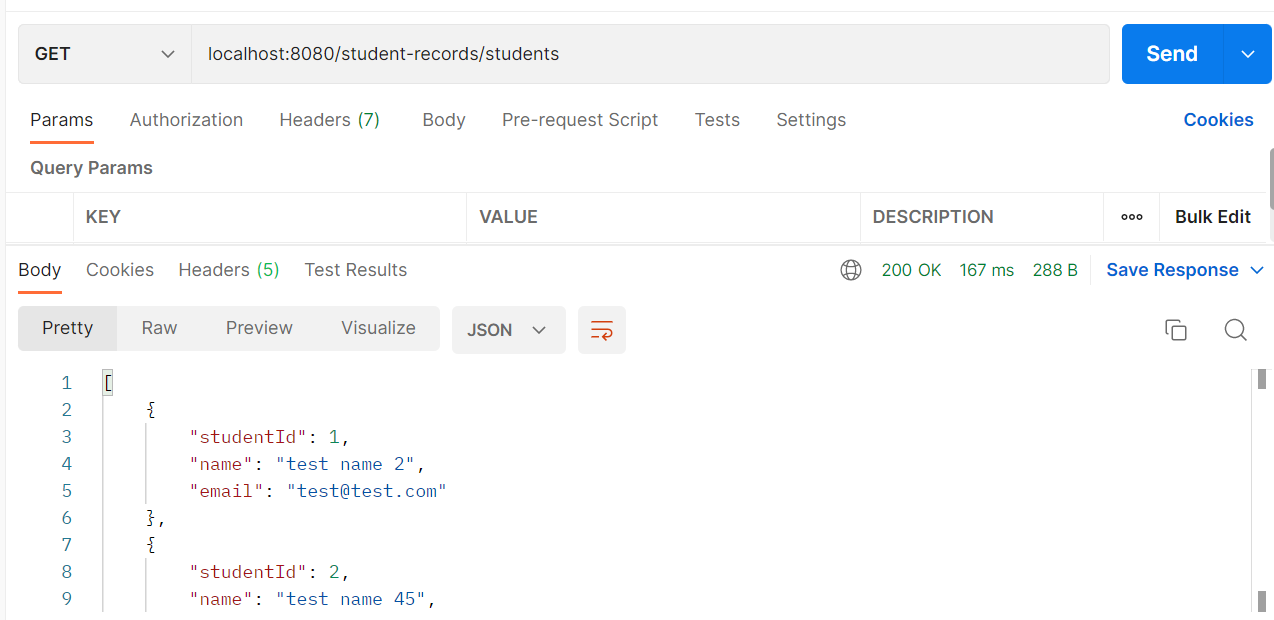 GET localhost:8080/student-records/students Send
Params Authorization Headers (7) Body Pre-request Script Tests Settings Cookies
Query Params
KEY VALUE DESCRIPTION ooo Bulk Edit
Body Cookies Headers (5) Test Results 200 OK 167 ms 288 B Save Response
Pretty Raw Preview Visualize JSON
1 [
2 {
3 "studentId": 1,
4 "name": "test name 2",
5 "email": "test@test.com"
6 },
7 {
8 "studentId": 2,
9 "name": "test name 45",